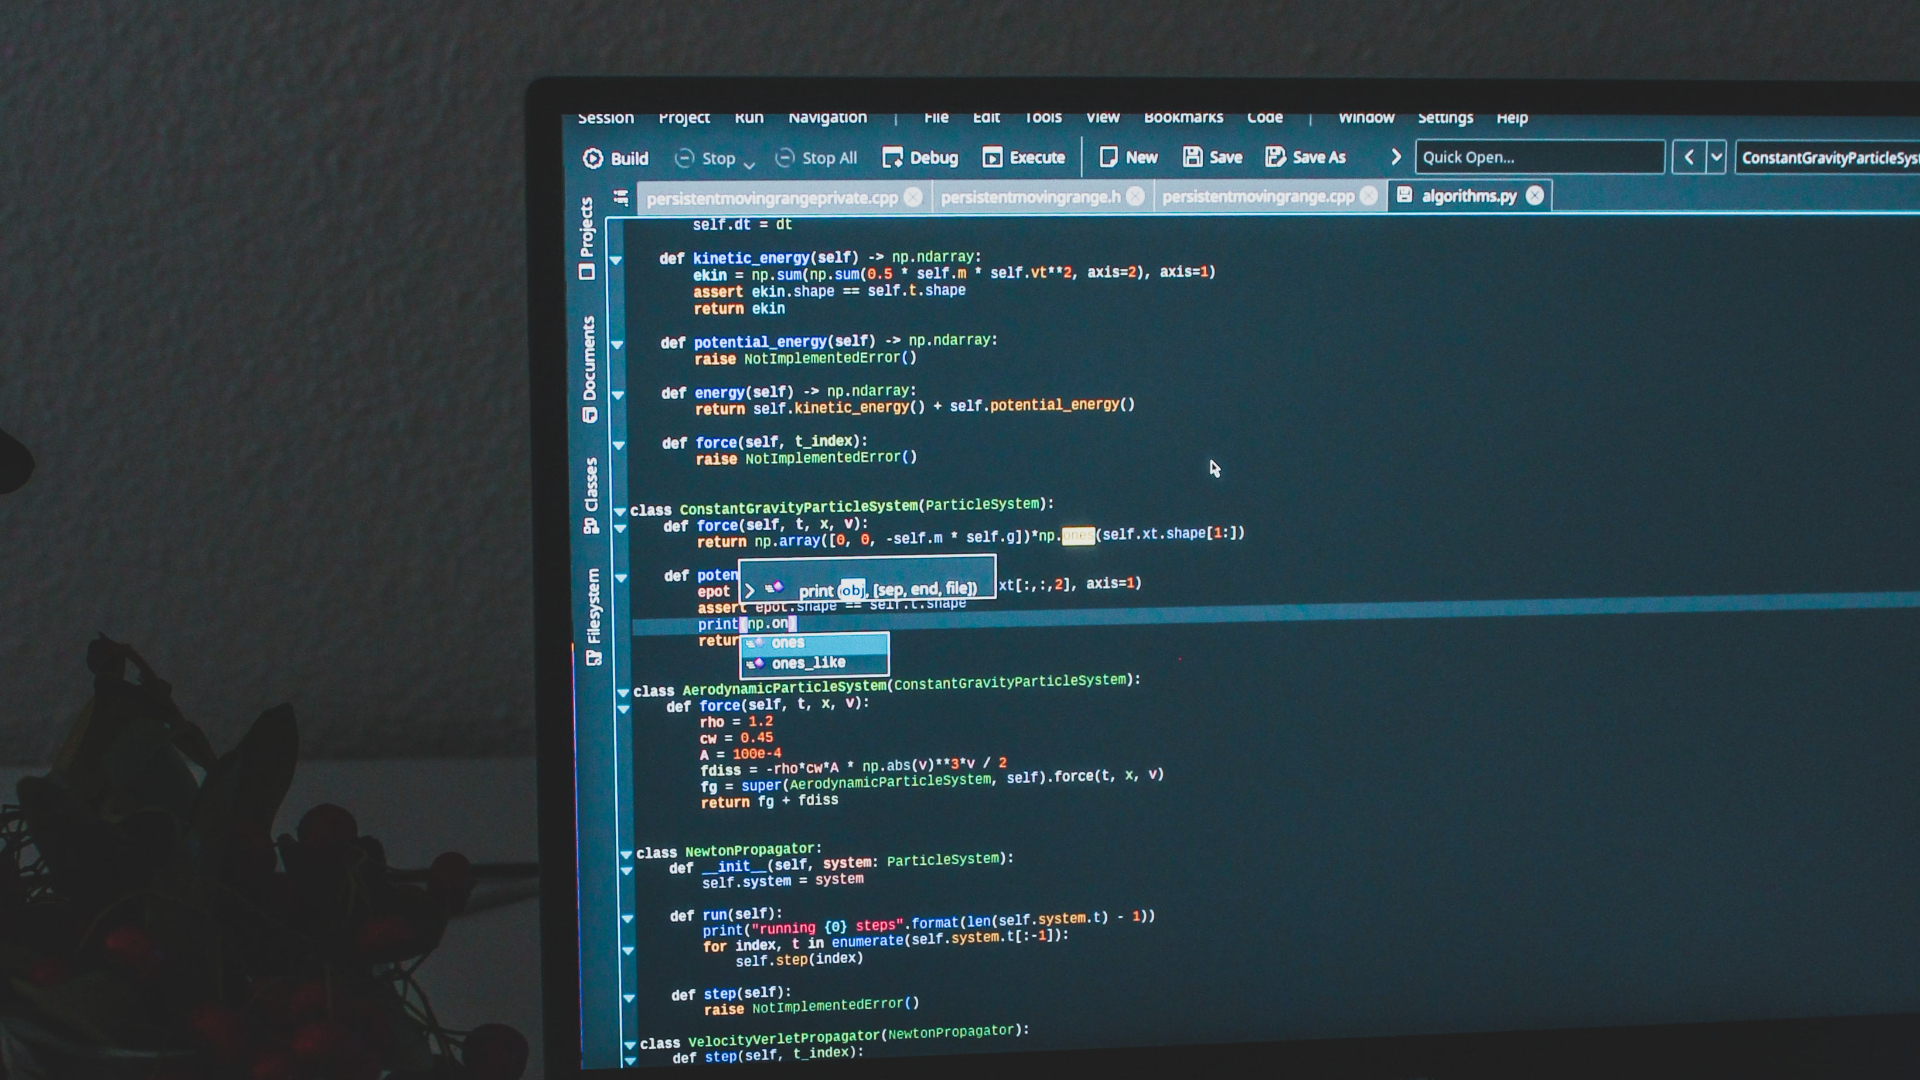 Session Project Run Navigation | File Edit Tools View Bookmarks Code | Window Settings Help
Build Stop Stop All Debug Execute New Save Save As Quick Open... ConstantGravityParticleSyst
persistentmovingrangeprivate.cpp persistentmovingrange.h persistentmovingrange.cpp algorithms.py
Projects
Documents
Classes
Filesystem
self.dt = dt
def kinetic_energy(self) -> np.ndarray:
ekin = np.sum(np.sum(0.5 * self.m * self.vt**2, axis=2), axis=1)
assert ekin.shape == self.t.shape
return ekin
def potential_energy(self) -> np.ndarray:
raise NotImplementedError()
def energy(self) -> np.ndarray:
return self.kinetic_energy() + self.potential_energy()
def force(self, t_index):
raise NotImplementedError()
class ConstantGravityParticleSystem(ParticleSystem):
def force(self, t, x, v):
return np.array([0, 0, -self.m * self.g])*np.ones(self.xt.shape[1:])
def poten
print (obj, [sep, end, file])
epot xt[:,:,2], axis=1)
assert epot.shape == self.t.shape
print(np.on)
retur
ones
ones_like
class AerodynamicParticleSystem(ConstantGravityParticleSystem):
def force(self, t, x, v):
rho = 1.2
cw = 0.45
A = 100e-4
fdiss = -rho*cw*A * np.abs(v)**3*v / 2
fg = super(AerodynamicParticleSystem, self).force(t, x, v)
return fg + fdiss
class NewtonPropagator:
def __init__(self, system: ParticleSystem):
self.system = system
def run(self):
print("running {0} steps".format(len(self.system.t) - 1))
for index, t in enumerate(self.system.t[:-1]):
self.step(index)
def step(self):
raise NotImplementedError()
class VelocityVerletPropagator(NewtonPropagator):
def step(self, t_index):